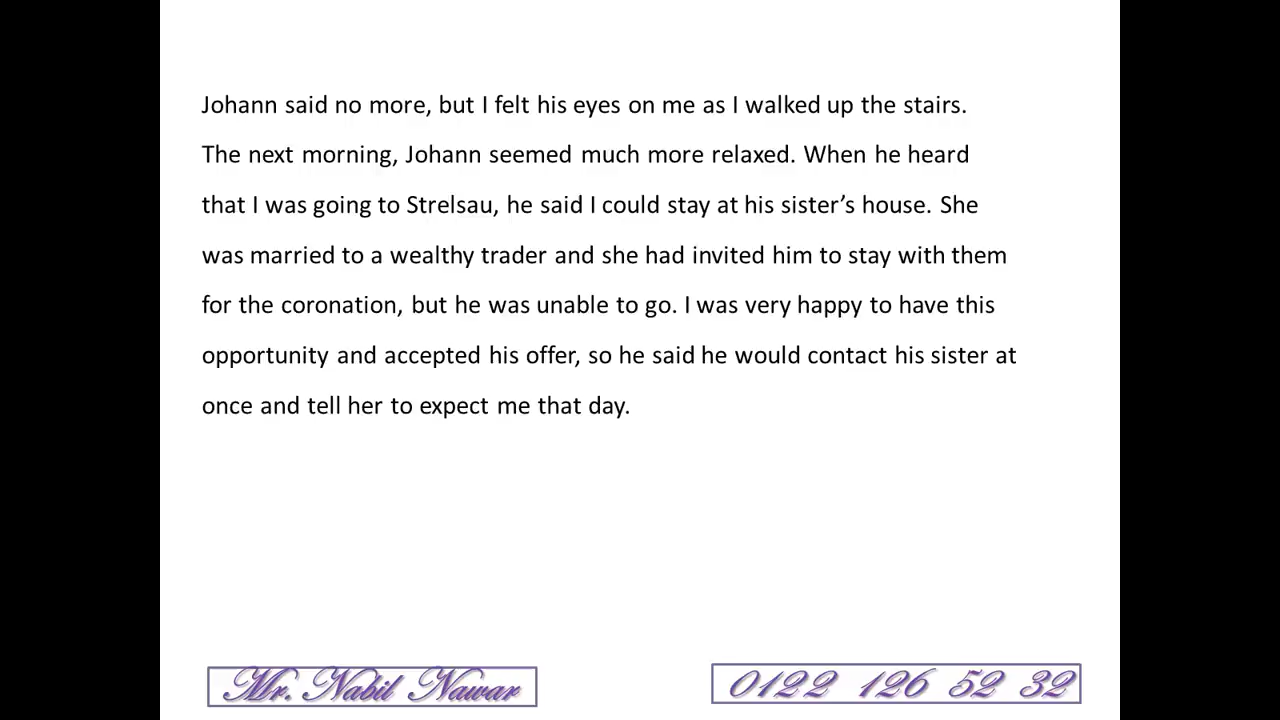 Johann said no more, but I felt his eyes on me as I walked up the stairs.
The next morning, Johann seemed much more relaxed. When he heard
that I was going to Strelsau, he said I could stay at his sister’s house. She
was married to a wealthy trader and she had invited him to stay with them
for the coronation, but he was unable to go. I was very happy to have this
opportunity and accepted his offer, so he said he would contact his sister at
once and tell her to expect me that day.
Mr. Nabil Nawar
0122 126 52 32